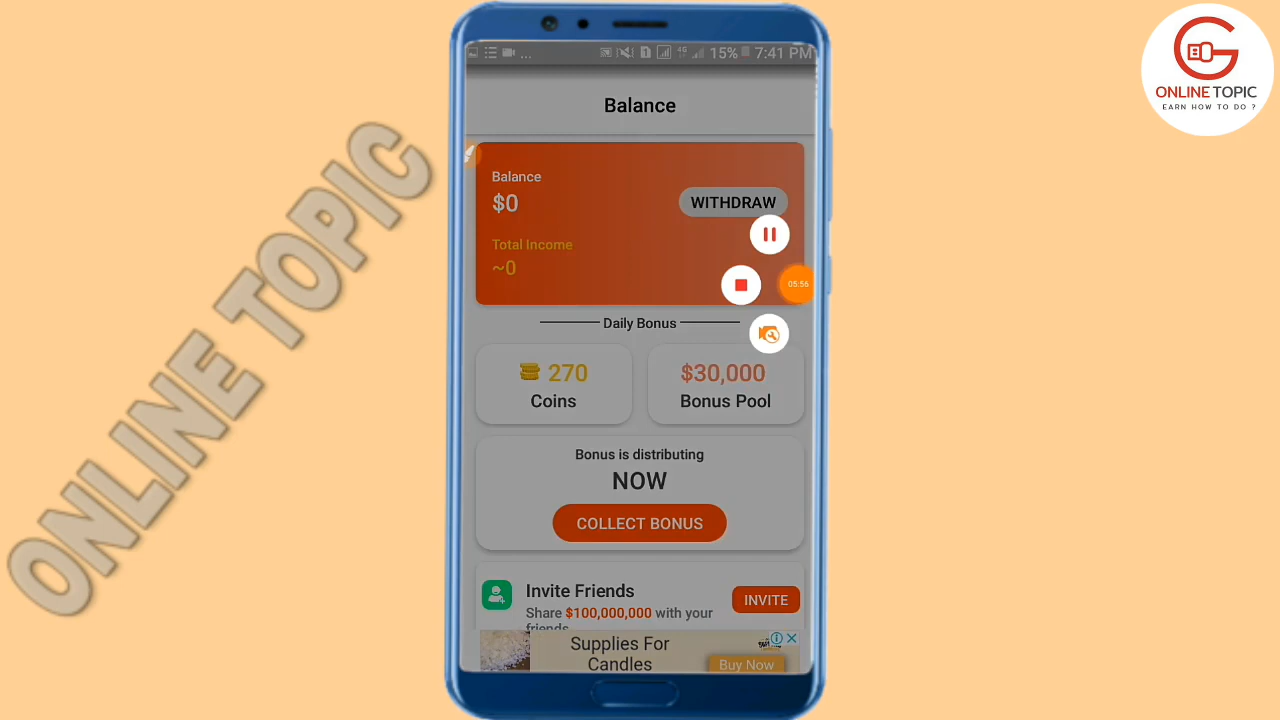 ONLINE TOPIC
ONLINE TOPIC
EARN HOW TO DO ?
... 4G 15% 7:41 PM
Balance
Balance
$0
WITHDRAW
Total Income
~0
05:56
Daily Bonus
270
Coins
$30,000
Bonus Pool
Bonus is distributing
NOW
COLLECT BONUS
Invite Friends
Share $100,000,000 with your
friends
INVITE
Supplies For
Candles
Buy Now